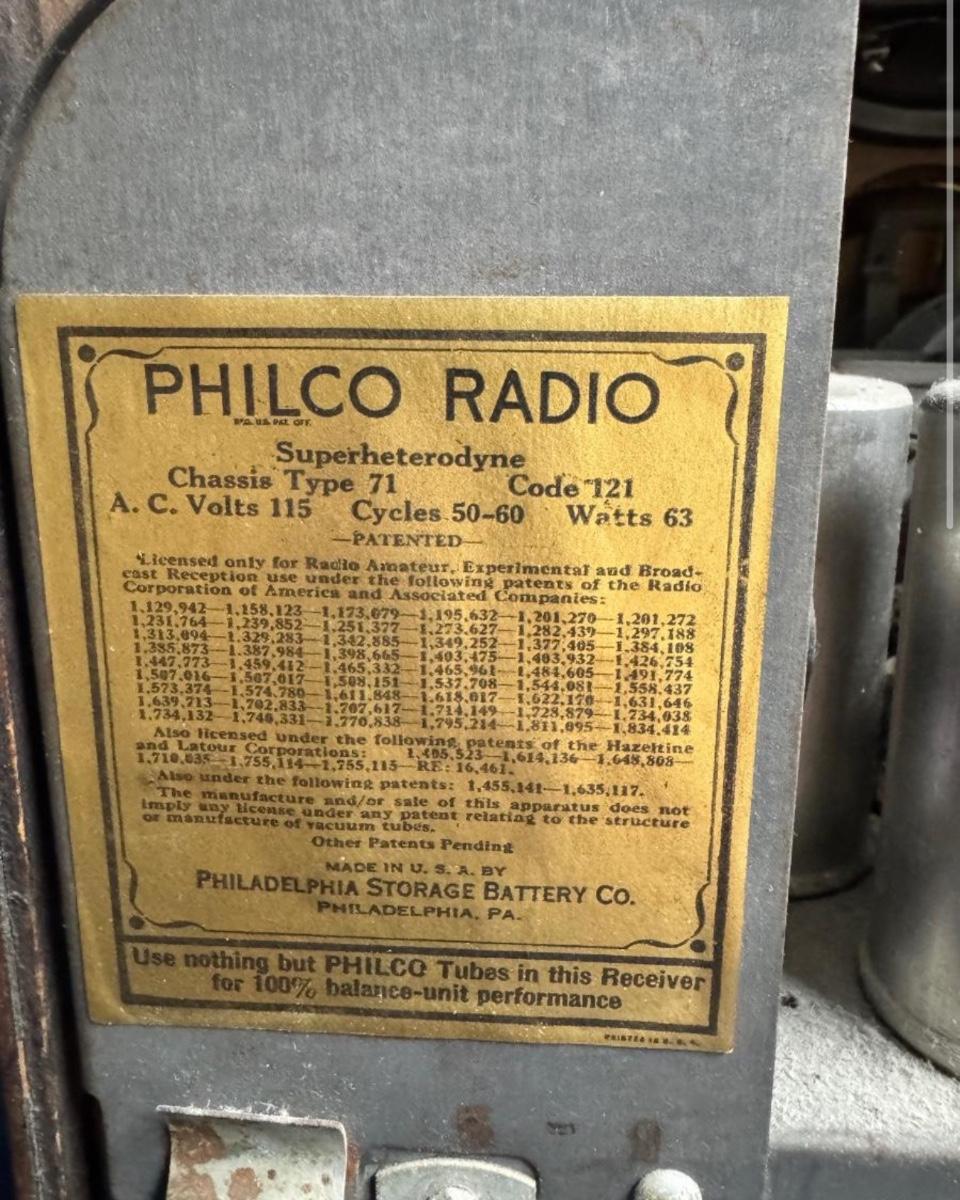 PHILCO RADIO
REG. U.S. PAT. OFF.
Superheterodyne
Chassis Type 71 Code 121
A. C. Volts 115 Cycles 50-60 Watts 63
—PATENTED—
Licensed only for Radio Amateur, Experimental and Broad-
cast Reception use under the following patents of the Radio
Corporation of America and Associated Companies:
1,129,942—1,158,123—1,173,079—1,195,632—1,201,270—1,201,272
1,231,764—1,239,852—1,251,377—1,273,627—1,282,439—1,297,188
1,313,094—1,329,283—1,342,885—1,349,252—1,377,405—1,384,108
1,385,873—1,387,984—1,398,665—1,403,475—1,403,932—1,426,754
1,447,773—1,459,412—1,465,332—1,465,961—1,484,605—1,491,774
1,507,016—1,507,017—1,508,151—1,537,708—1,544,081—1,558,437
1,573,374—1,574,780—1,611,848—1,618,017—1,622,170—1,631,646
1,639,713—1,702,833—1,707,617—1,714,149—1,728,879—1,734,038
1,734,132—1,740,331—1,770,838—1,795,214—1,811,095—1,834,414
Also licensed under the following patents of the Hazeltine
and Latour Corporations: 1,405,523—1,614,136—1,648,808—
1,710,035—1,755,114—1,755,115—RE: 16,461.
Also under the following patents: 1,455,141—1,635,117.
The manufacture and/or sale of this apparatus does not
imply any license under any patent relating to the structure
or manufacture of vacuum tubes.
Other Patents Pending
MADE IN U. S. A. BY
PHILADELPHIA STORAGE BATTERY CO.
PHILADELPHIA, PA.
Use nothing but PHILCO Tubes in this Receiver
for 100% balance-unit performance
PRINTED IN U. S. A.